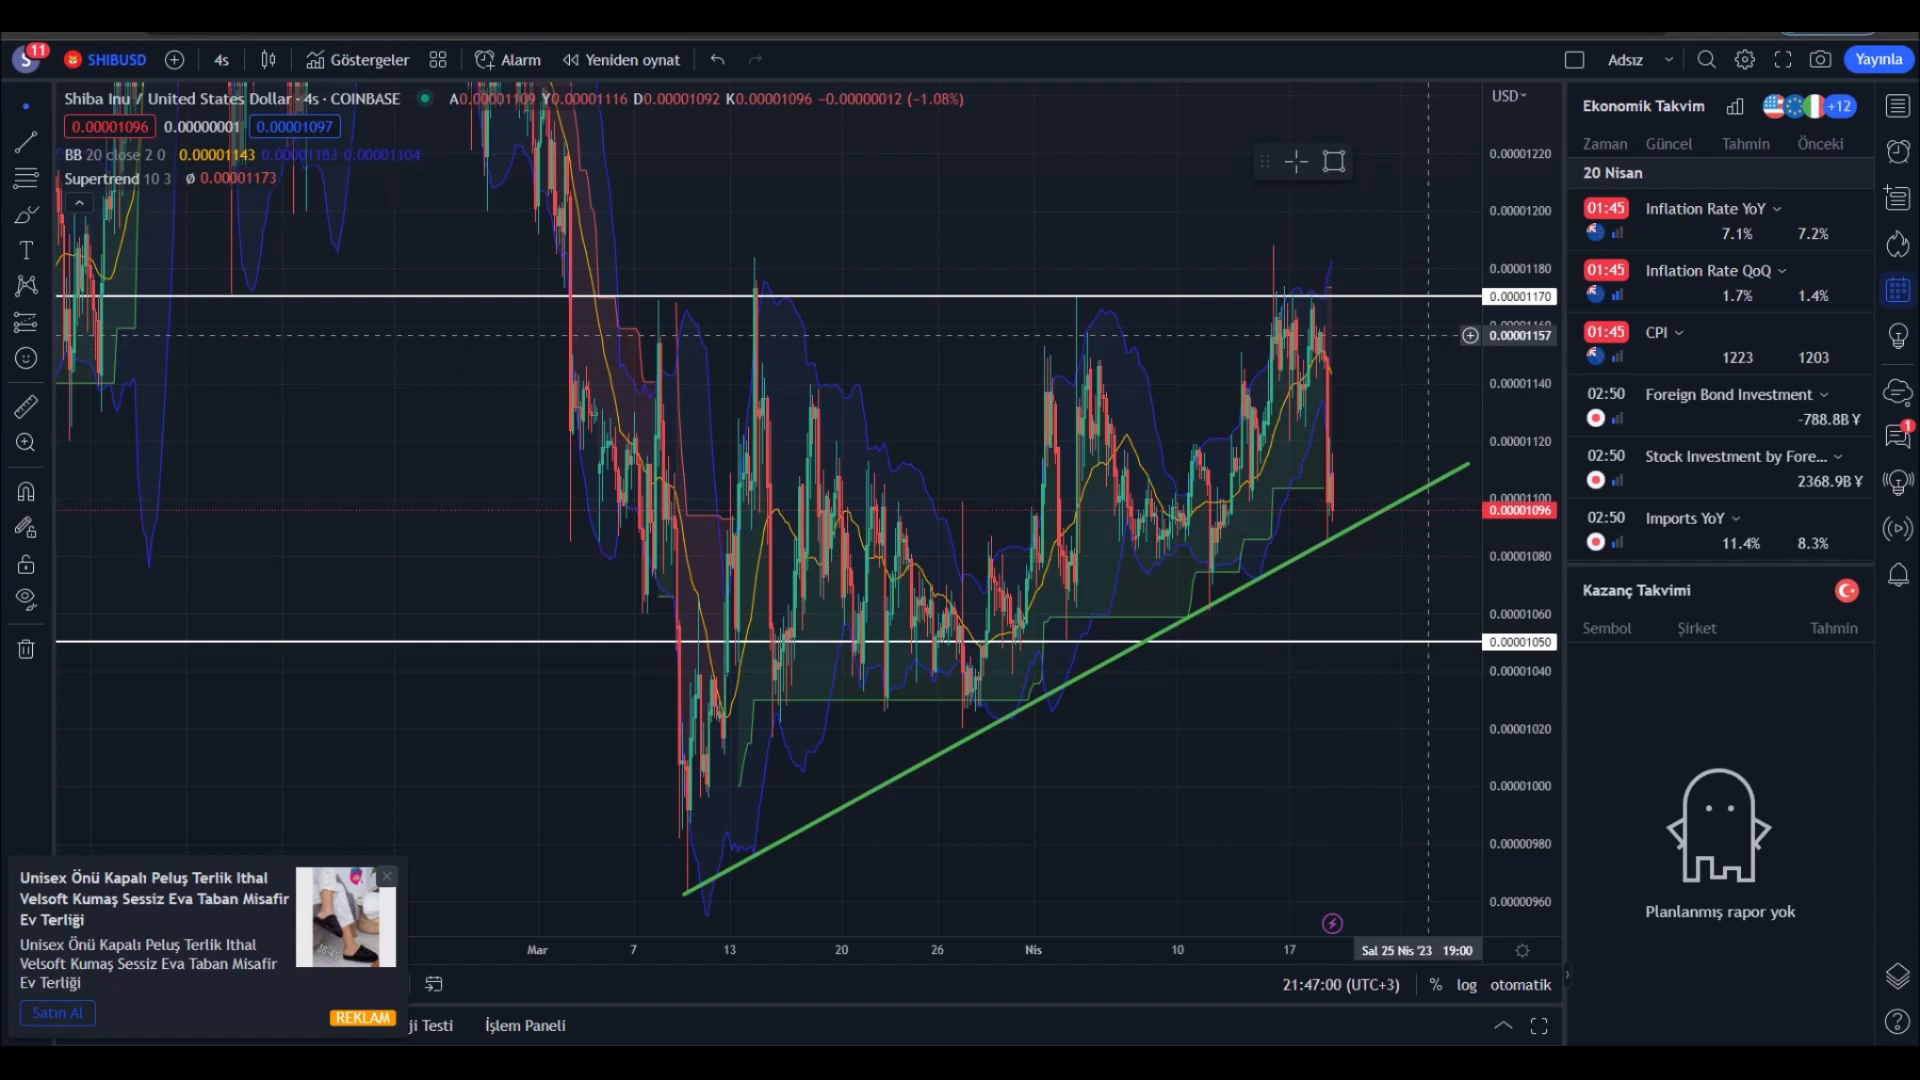 11
S
SHIBUSD
4s
Göstergeler
Alarm
Yeniden oynat
Adsız
Yayınla
Shiba Inu / United States Dollar · 4s · COINBASE
A0.00001109 Y0.00001116 D0.00001092 K0.00001096 −0.00000012 (−1.08%)
0.00001096 0.00000001 0.00001097
BB 20 close 2 0 0.00001143 0.00001183 0.00001104
Supertrend 10 3 ø 0.00001173
USD
0.00001220
0.00001200
0.00001180
0.00001170
0.00001160
0.00001157
0.00001140
0.00001120
0.00001100
0.00001096
0.00001080
0.00001060
0.00001050
0.00001040
0.00001020
0.00001000
0.00000980
0.00000960
Mar 7 13 20 26 Nis 10 17 Sal 25 Nis '23 19:00
21:47:00 (UTC+3) % log otomatik
ji Testi İşlem Paneli
Unisex Önü Kapalı Peluş Terlik Ithal
Velsoft Kumaş Sessiz Eva Taban Misafir
Ev Terliği
Unisex Önü Kapalı Peluş Terlik Ithal
Velsoft Kumaş Sessiz Eva Taban Misafir
Ev Terliği
Satın Al
REKLAM
Ekonomik Takvim +12
Zaman Güncel Tahmin Önceki
20 Nisan
01:45 Inflation Rate YoY
7.1% 7.2%
01:45 Inflation Rate QoQ
1.7% 1.4%
01:45 CPI
1223 1203
02:50 Foreign Bond Investment
-788.8B ¥
02:50 Stock Investment by Fore...
2368.9B ¥
02:50 Imports YoY
11.4% 8.3%
Kazanç Takvimi
Sembol Şirket Tahmin
Planlanmış rapor yok
1